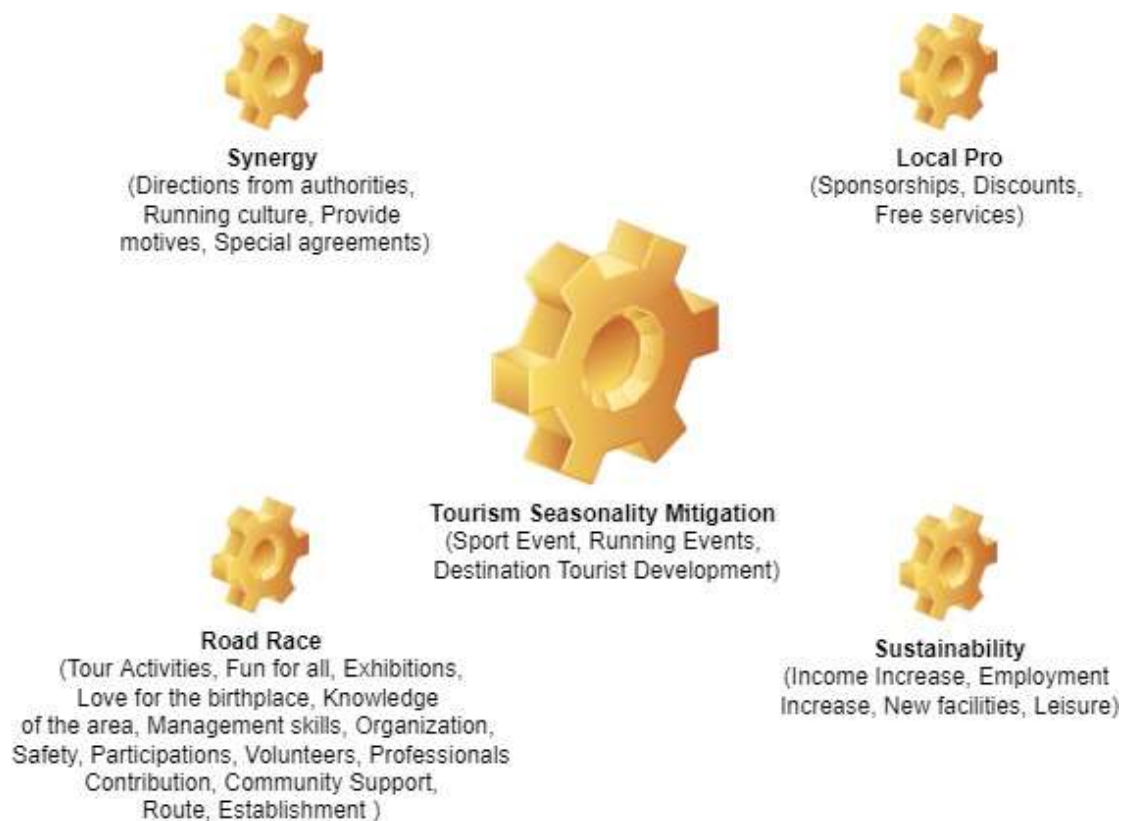 Synergy
(Directions from authorities,
Running culture, Provide
motives, Special agreements)
Local Pro
(Sponsorships, Discounts,
Free services)
Tourism Seasonality Mitigation
(Sport Event, Running Events,
Destination Tourist Development)
Road Race
(Tour Activities, Fun for all, Exhibitions,
Love for the birthplace, Knowledge
of the area, Management skills, Organization,
Safety, Participations, Volunteers, Professionals
Contribution, Community Support,
Route, Establishment )
Sustainability
(Income Increase, Employment
Increase, New facilities, Leisure)